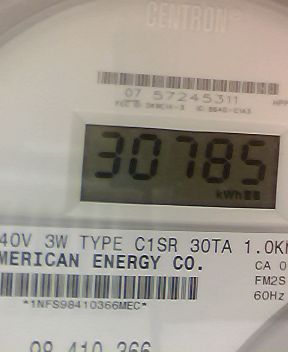 CENTRON®
07 57245311
30785
kWh
40V 3W TYPE C1SR 30TA 1.0K
MERICAN ENERGY CO.
CA 0
FM2S
60Hz
*1NFS98410366MEC*
98 410 366